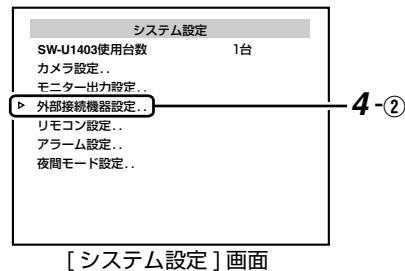 システム設定
SW-U1403使用台数 1台
カメラ設定..
モニター出力設定..
外部接続機器設定..
リモコン設定..
アラーム設定..
夜間モード設定..
4-②
[ システム設定 ] 画面